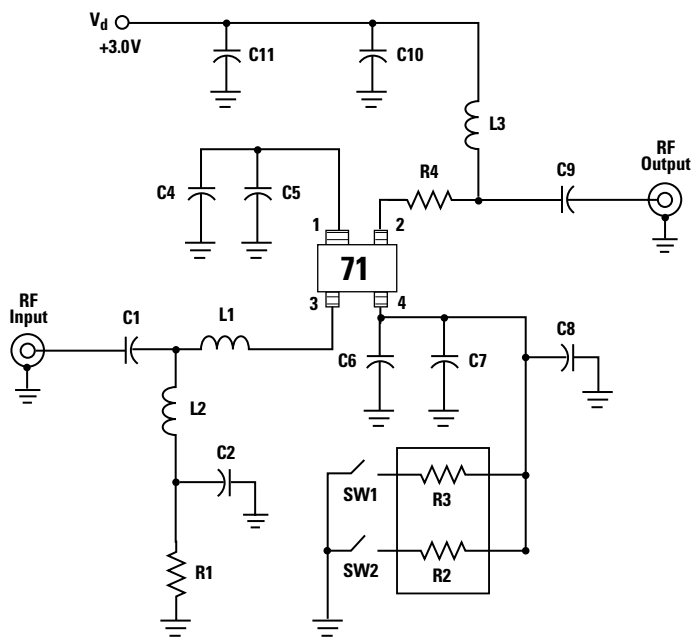 Vd
+3.0V
C11
C10
L3
RF
Output
C9
R4
C4
C5
1
2
71
3
4
RF
Input
C1
L1
C6
C7
C8
L2
C2
SW1
R3
R1
SW2
R2